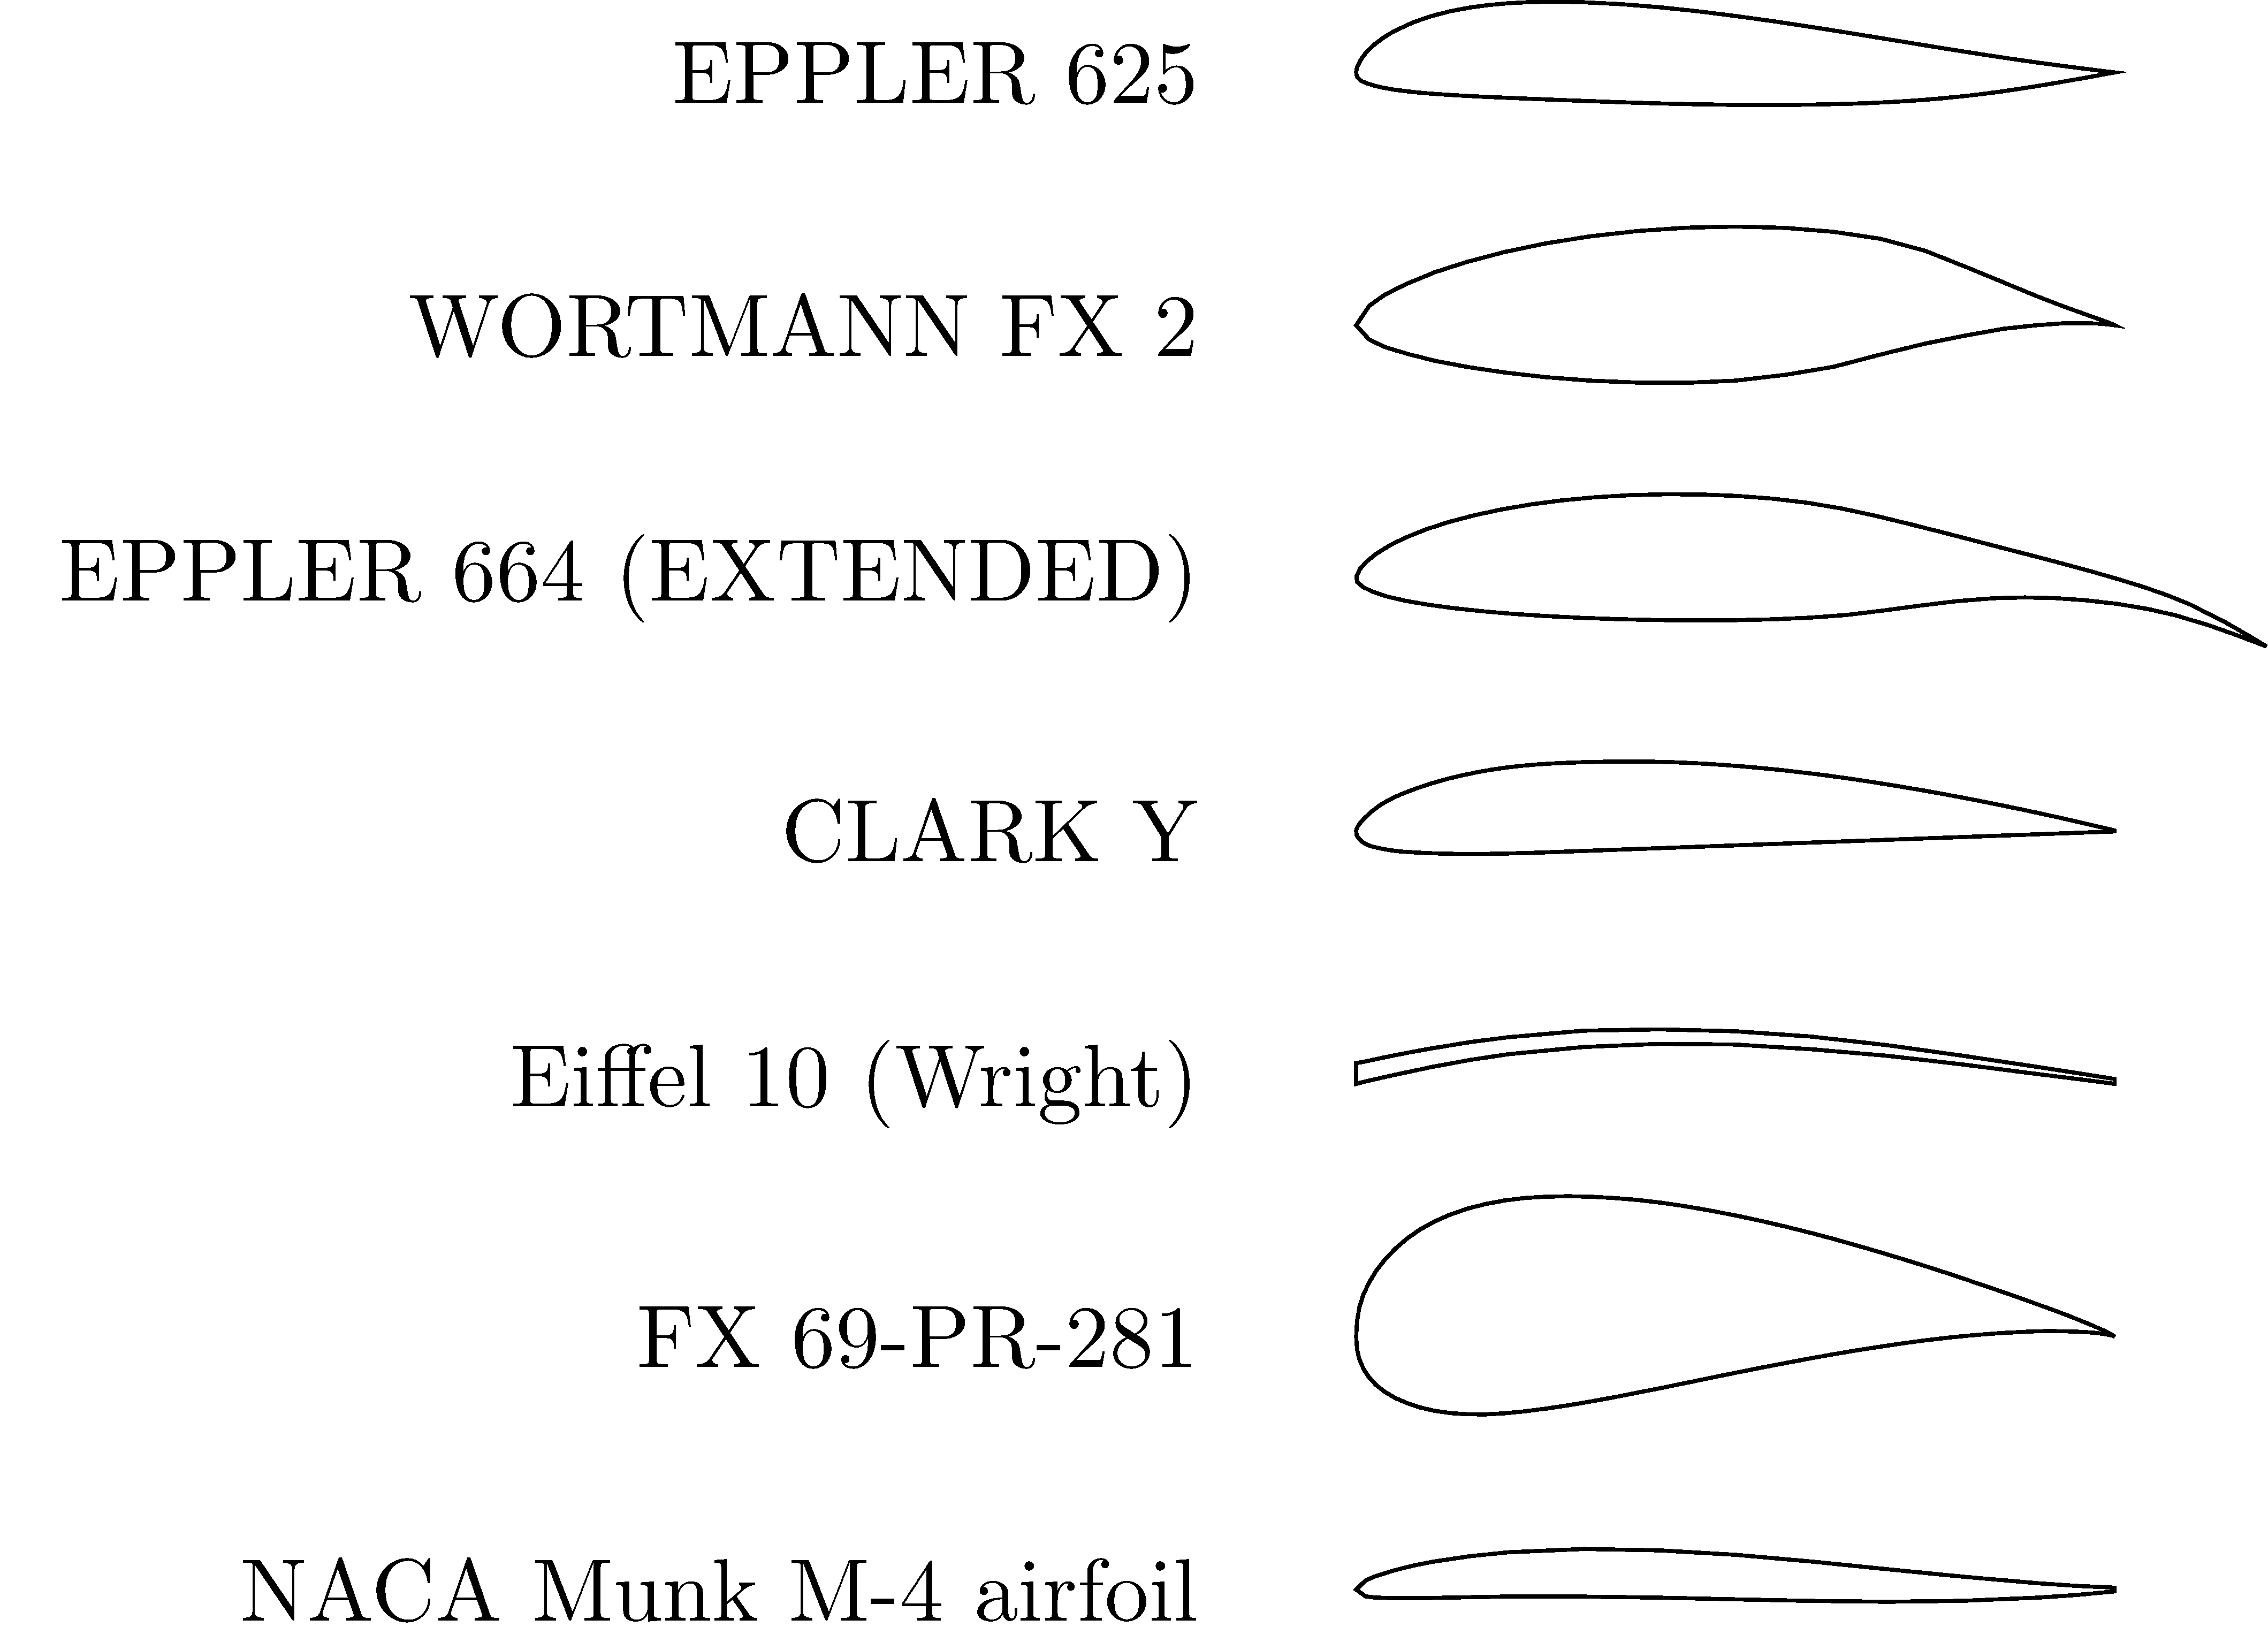 EPPLER 625
WORTMANN FX 2
EPPLER 664 (EXTENDED)
CLARK Y
Eiffel 10 (Wright)
FX 69-PR-281
NACA Munk M-4 airfoil